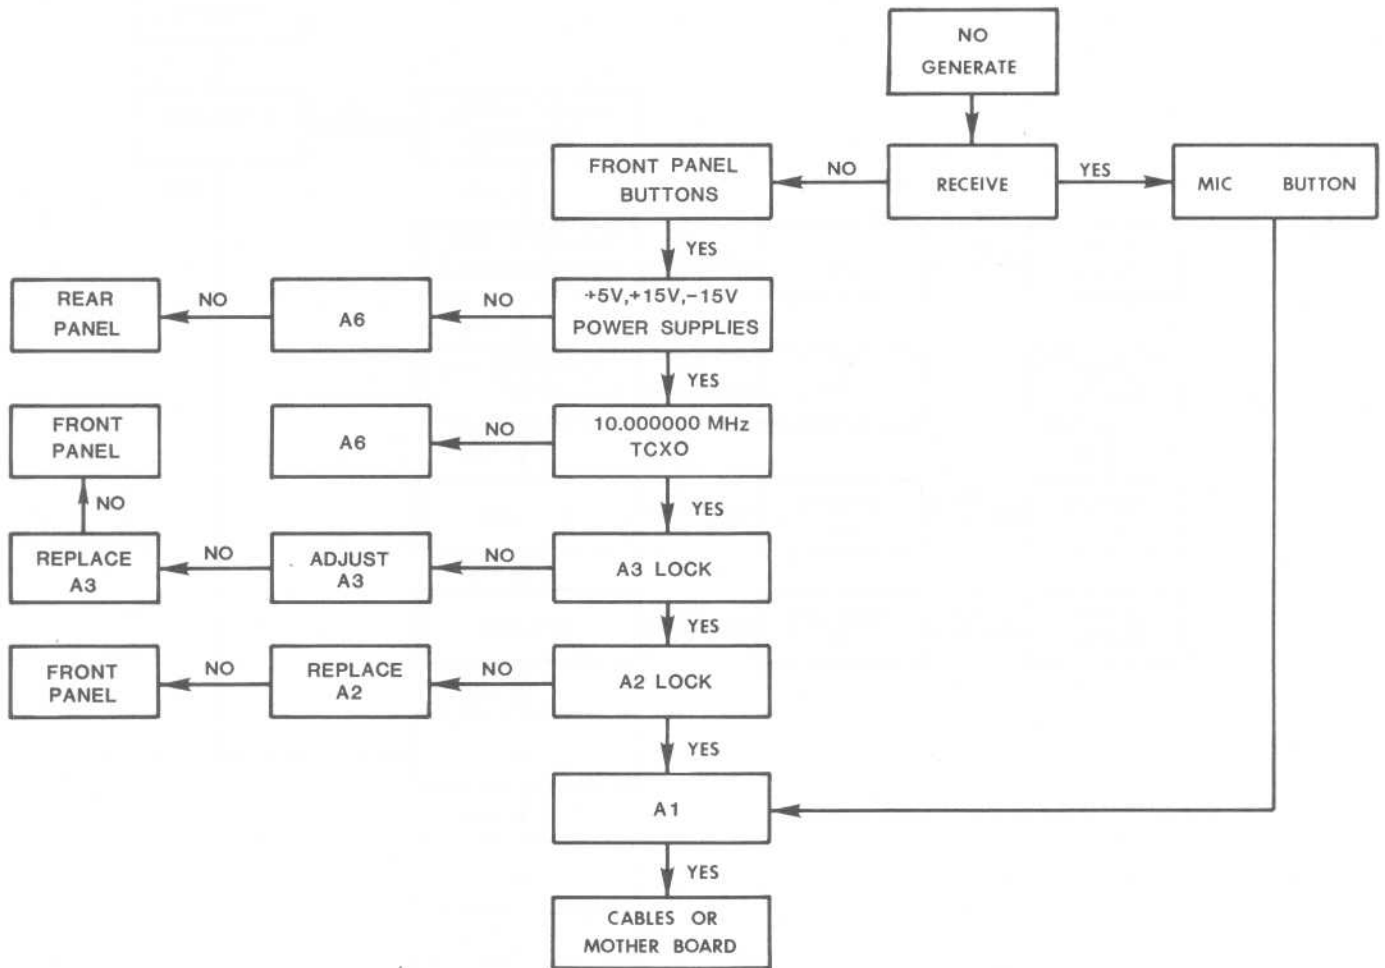 NO
GENERATE
FRONT PANEL
BUTTONS
NO
RECEIVE
YES
MIC BUTTON
YES
REAR
PANEL
NO
A6
NO
+5V,+15V,-15V
POWER SUPPLIES
YES
FRONT
PANEL
A6
NO
10.000000 MHz
TCXO
NO
YES
REPLACE
A3
NO
ADJUST
A3
NO
A3 LOCK
YES
FRONT
PANEL
NO
REPLACE
A2
NO
A2 LOCK
YES
A1
YES
CABLES OR
MOTHER BOARD